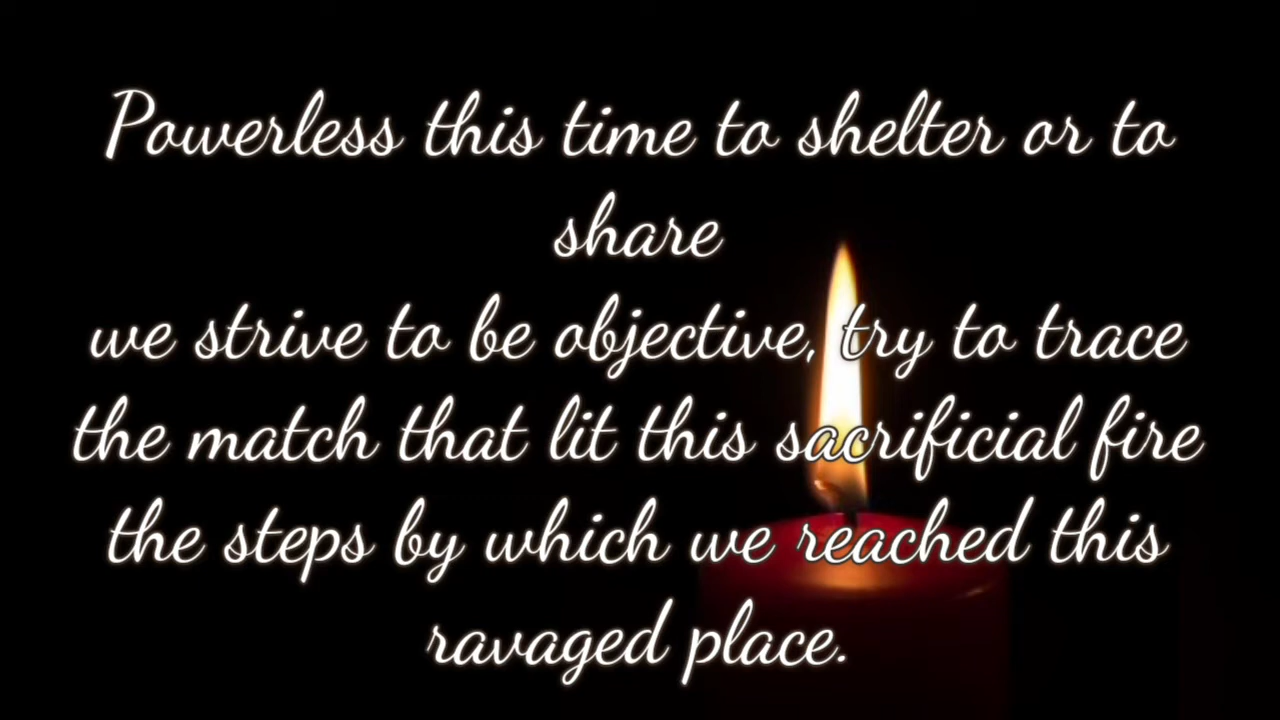 Powerless this time to shelter or to
share
we strive to be objective, try to trace
the match that lit this sacrificial fire
the steps by which we reached this
ravaged place.